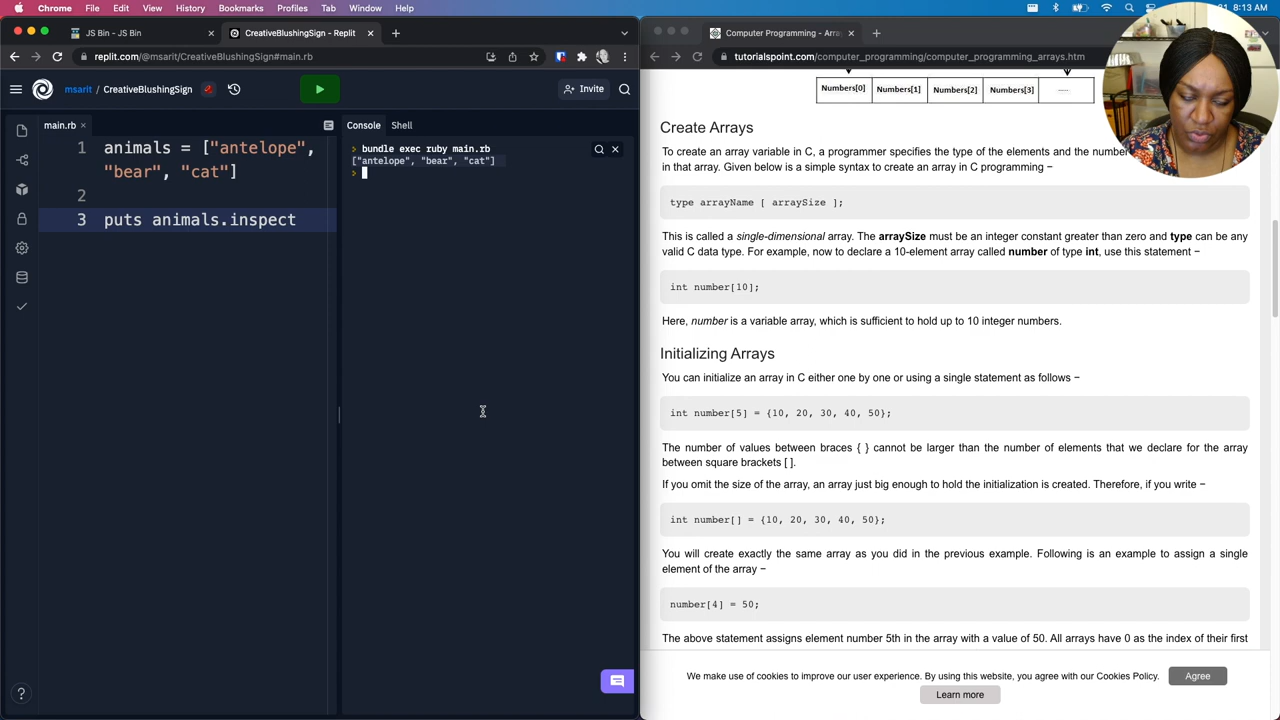 Chrome File Edit View History Bookmarks Profiles Tab Window Help
8:13
JS Bin - JS Bin
CreativeBlushingSign - Replit
replit.com/@msarit/CreativeBlushingSign#main.rb
msarit / CreativeBlushingSign
Invite
main.rb
1 animals = ["antelope",
"bear", "cat"]
2
3 puts animals.inspect
Console Shell
bundle exec ruby main.rb
["antelope", "bear", "cat"]
Computer Programming - Arra
tutorialspoint.com/computer_programming/computer_programming_arrays.htm
Numbers[0] Numbers[1] Numbers[2] Numbers[3] .....
Create Arrays
To create an array variable in C, a programmer specifies the type of the elements and the number
in that array. Given below is a simple syntax to create an array in C programming −
type arrayName [ arraySize ];
This is called a single-dimensional array. The arraySize must be an integer constant greater than zero and type can be any
valid C data type. For example, now to declare a 10-element array called number of type int, use this statement −
int number[10];
Here, number is a variable array, which is sufficient to hold up to 10 integer numbers.
Initializing Arrays
You can initialize an array in C either one by one or using a single statement as follows −
int number[5] = {10, 20, 30, 40, 50};
The number of values between braces { } cannot be larger than the number of elements that we declare for the array
between square brackets [ ].
If you omit the size of the array, an array just big enough to hold the initialization is created. Therefore, if you write −
int number[] = {10, 20, 30, 40, 50};
You will create exactly the same array as you did in the previous example. Following is an example to assign a single
element of the array −
number[4] = 50;
The above statement assigns element number 5th in the array with a value of 50. All arrays have 0 as the index of their first
We make use of cookies to improve our user experience. By using this website, you agree with our Cookies Policy.
Agree
Learn more